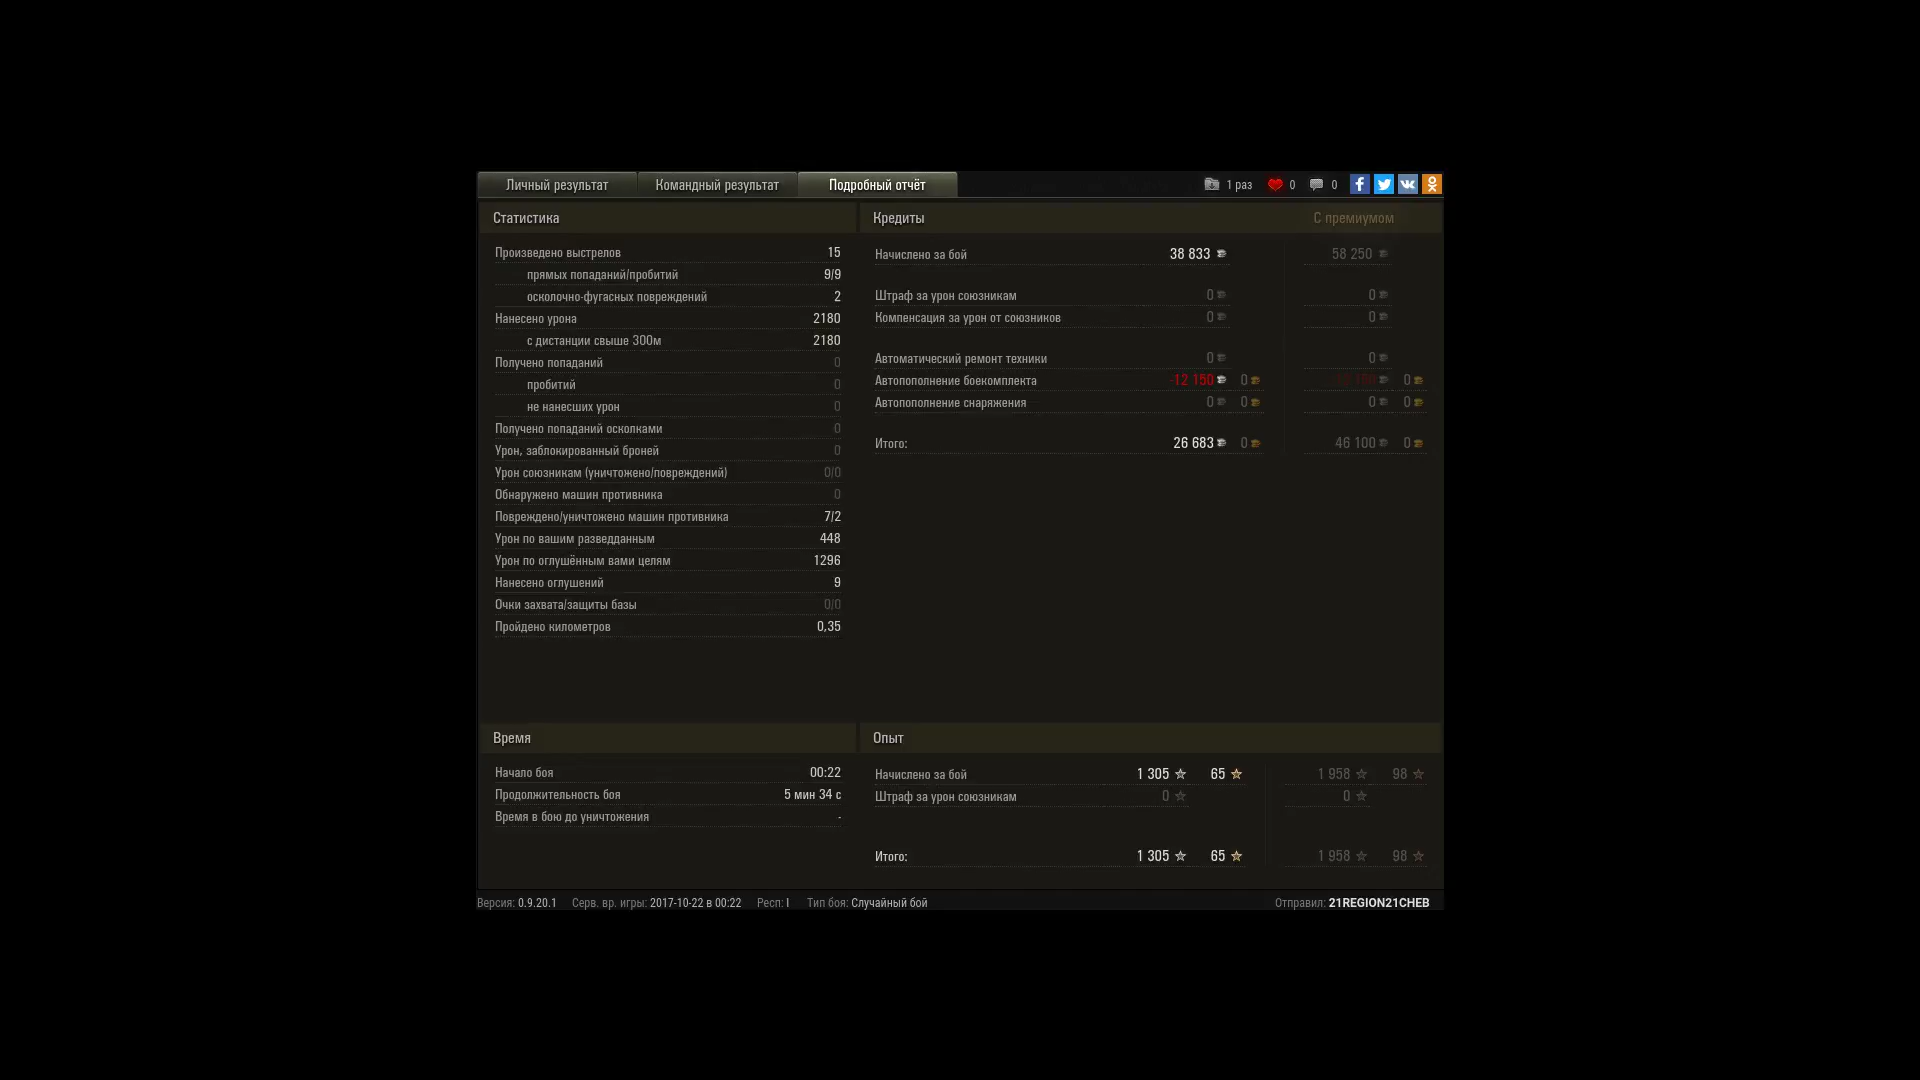 Личный результат Командный результат Подробный отчёт 1 раз 0 0
Статистика
Произведено выстрелов 15
прямых попаданий/пробитий 9/9
осколочно-фугасных повреждений 2
Нанесено урона 2180
с дистанции свыше 300м 2180
Получено попаданий 0
пробитий 0
не нанесших урон 0
Получено попаданий осколками 0
Урон, заблокированный броней 0
Урон союзникам (уничтожено/повреждений) 0/0
Обнаружено машин противника 0
Повреждено/уничтожено машин противника 7/2
Урон по вашим разведданным 448
Урон по оглушённым вами целям 1296
Нанесено оглушений 9
Очки захвата/защиты базы 0/0
Пройдено километров 0,35
Кредиты С премиумом
Начислено за бой 38 833 58 250
Штраф за урон союзникам 0 0
Компенсация за урон от союзников 0 0
Автоматический ремонт техники 0 0
Автопополнение боекомплекта -12 150 0 -12 150 0
Автопополнение снаряжения 0 0 0 0
Итого: 26 683 0 46 100 0
Время
Начало боя 00:22
Продолжительность боя 5 мин 34 с
Время в бою до уничтожения -
Опыт
Начислено за бой 1 305 65 1 958 98
Штраф за урон союзникам 0 0
Итого: 1 305 65 1 958 98
Версия: 0.9.20.1 Серв. вр. игры: 2017-10-22 в 00:22 Респ: I Тип боя: Случайный бой Отправил: 21REGION21CHEB